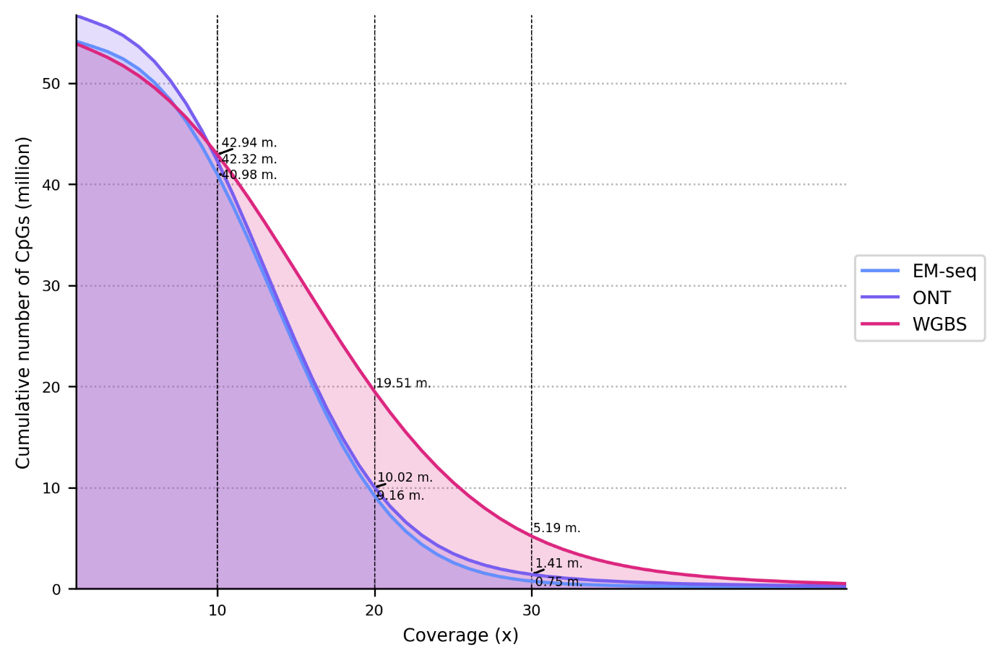 50
40
30
20
10
0
Cumulative number of CpGs (million)
42.94 m.
42.32 m.
40.98 m.
19.51 m.
10.02 m.
9.16 m.
5.19 m.
1.41 m.
0.75 m.
10
20
30
Coverage (x)
EM-seq
ONT
WGBS